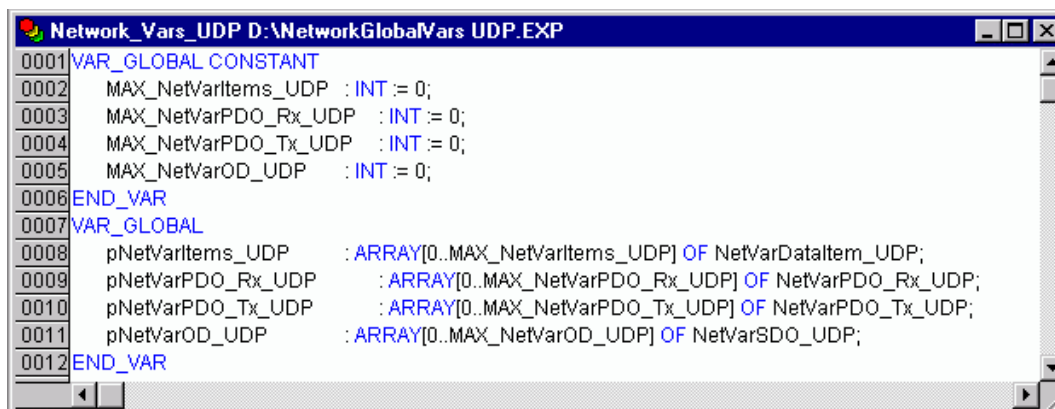 Network_Vars_UDP D:\NetworkGlobalVars UDP.EXP
0001 VAR_GLOBAL CONSTANT
0002 MAX_NetVarItems_UDP : INT := 0;
0003 MAX_NetVarPDO_Rx_UDP : INT := 0;
0004 MAX_NetVarPDO_Tx_UDP : INT := 0;
0005 MAX_NetVarOD_UDP : INT := 0;
0006 END_VAR
0007 VAR_GLOBAL
0008 pNetVarItems_UDP : ARRAY[0..MAX_NetVarItems_UDP] OF NetVarDataItem_UDP;
0009 pNetVarPDO_Rx_UDP : ARRAY[0..MAX_NetVarPDO_Rx_UDP] OF NetVarPDO_Rx_UDP;
0010 pNetVarPDO_Tx_UDP : ARRAY[0..MAX_NetVarPDO_Tx_UDP] OF NetVarPDO_Tx_UDP;
0011 pNetVarOD_UDP : ARRAY[0..MAX_NetVarOD_UDP] OF NetVarSDO_UDP;
0012 END_VAR